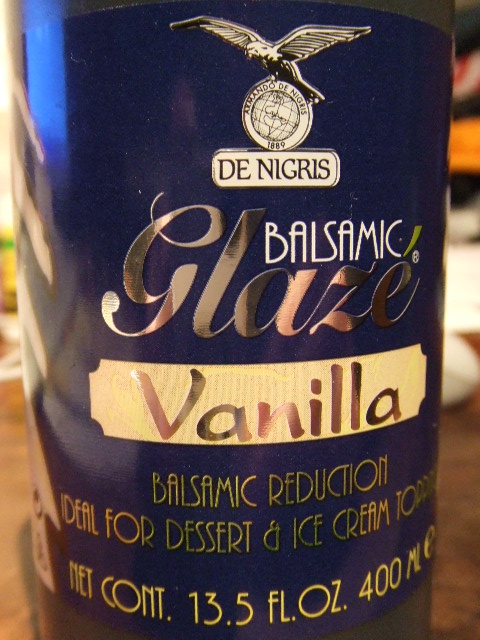 ARMANDO DE NIGRIS
1889
DE NIGRIS
BALSAMIC
Glazé®
Vanilla
BALSAMIC REDUCTION
IDEAL FOR DESSERT & ICE CREAM
NET CONT. 13.5 FL.OZ. 400 ML e